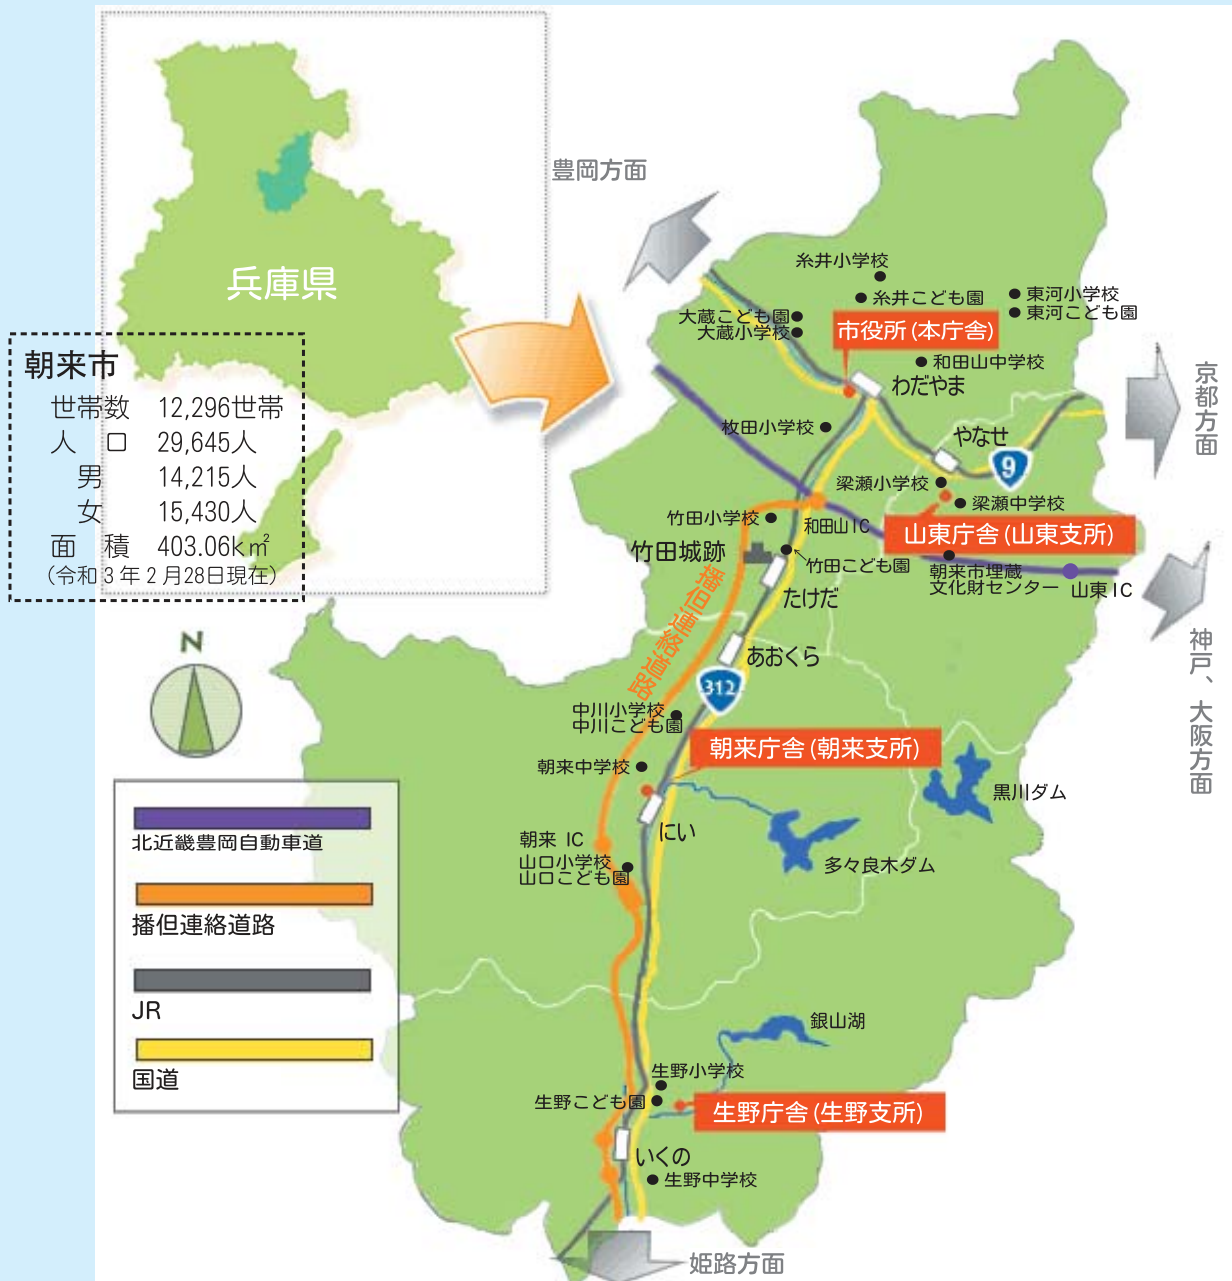 兵庫県
朝来市
世帯数 12,296世帯
人口 29,645人
男 14,215人
女 15,430人
面積 403.06k㎡
(令和3年2月28日現在)
豊岡方面
糸井小学校
糸井こども園
東河小学校
東河こども園
大蔵こども園
大蔵小学校
市役所(本庁舎)
和田山中学校
わだやま
京都方面
枚田小学校
やなせ
9
梁瀬小学校
梁瀬中学校
竹田小学校
和田山IC
山東庁舎(山東支所)
竹田城跡
竹田こども園
朝来市埋蔵
文化財センター
山東IC
たけだ
播但連絡道路
N
あおくら
神戸、大阪方面
312
中川小学校
中川こども園
朝来庁舎(朝来支所)
朝来中学校
黒川ダム
にい
朝来 IC
山口小学校
山口こども園
多々良木ダム
北近畿豊岡自動車道
播但連絡道路
JR
国道
銀山湖
生野小学校
生野こども園
生野庁舎(生野支所)
いくの
生野中学校
姫路方面